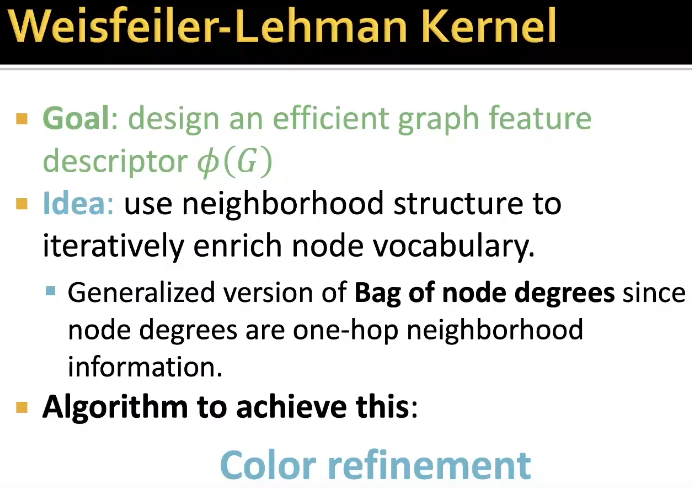 Weisfeiler-Lehman Kernel
▪ Goal: design an efficient graph feature
descriptor ϕ(G)
▪ Idea: use neighborhood structure to
iteratively enrich node vocabulary.
▪ Generalized version of Bag of node degrees since
node degrees are one-hop neighborhood
information.
▪ Algorithm to achieve this:
Color refinement